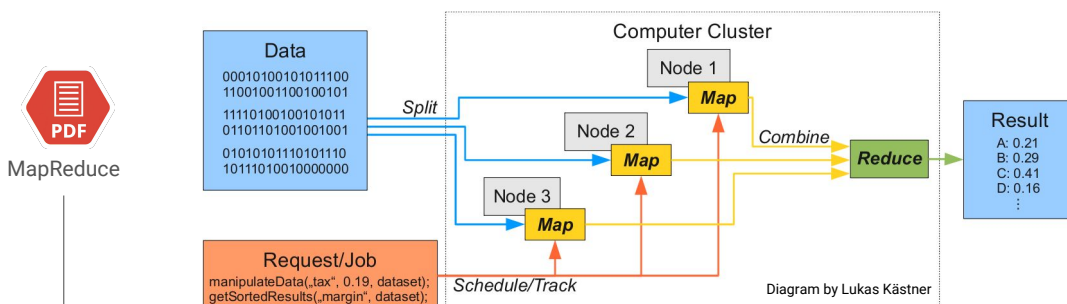 PDF
MapReduce
Data
00010100101011100
11001001100100101
11110100100101011
01101101001001001
01010101110101110
10111010010000000
Split
Computer Cluster
Node 1
Map
Node 2
Map
Node 3
Map
Combine
Reduce
Result
A: 0.21
B: 0.29
C: 0.41
D: 0.16
⋮
Request/Job
manipulateData(„tax“, 0.19, dataset);
getSortedResults(„margin“, dataset);
Schedule/Track
Diagram by Lukas Kästner